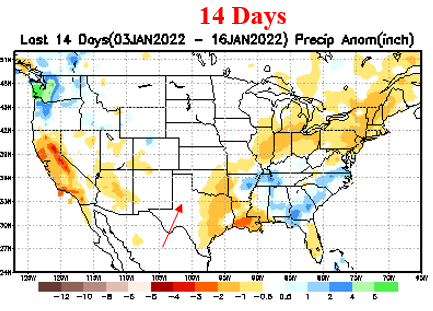 14 Days
Last 14 Days(03JAN2022 – 16JAN2022) Precip Anom(inch)
51N
48N
45N
42N
39N
36N
33N
30N
27N
24N
125W 120W 115W 110W 105W 100W 95W 90W 85W 80W 75W 70W 65W
−12 −10 −8 −6 −5 −4 −3 −2 −1 −0.5 0.5 1 2 4 5